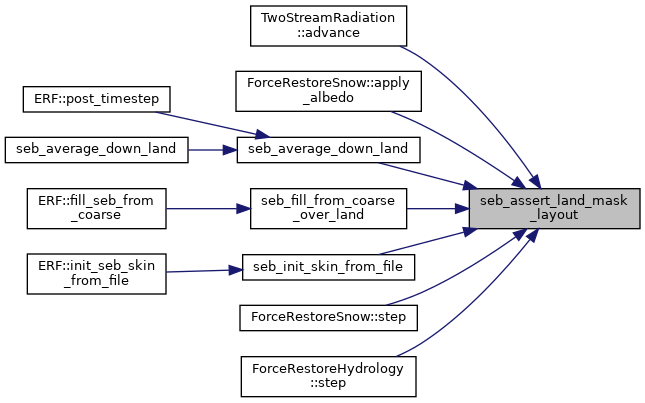 TwoStreamRadiation
::advance
ForceRestoreSnow::apply
_albedo
ERF::post_timestep
seb_average_down_land
seb_average_down_land
seb_assert_land_mask
_layout
ERF::fill_seb_from
_coarse
seb_fill_from_coarse
_over_land
ERF::init_seb_skin
_from_file
seb_init_skin_from_file
ForceRestoreSnow::step
ForceRestoreHydrology
::step